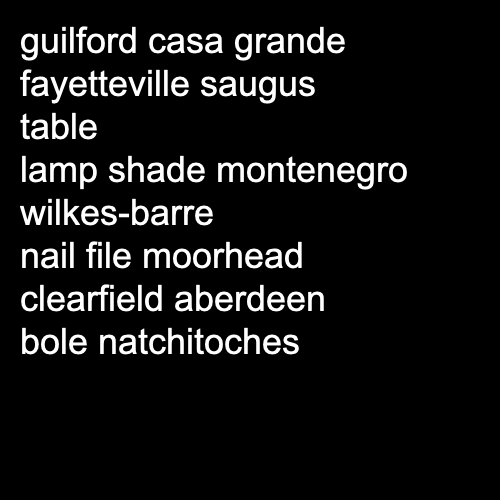 guilford casa grande
fayetteville saugus
table
lamp shade montenegro
wilkes-barre
nail file moorhead
clearfield aberdeen
bole natchitoches